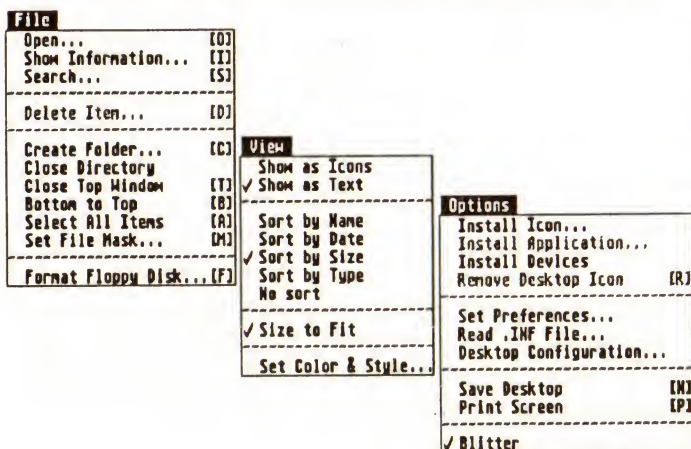 File
Open... [O]
Show Information... [I]
Search... [S]
Delete Item... [D]
Create Folder... [C]
Close Directory
Close Top Window [T]
Bottom to Top [B]
Select All Items [A]
Set File Mask... [M]
Format Floppy Disk... [F]
View
Show as Icons
✓ Show as Text
Sort by Name
Sort by Date
✓ Sort by Size
Sort by Type
No sort
✓ Size to Fit
Set Color & Style...
Options
Install Icon...
Install Application...
Install Devices
Remove Desktop Icon [R]
Set Preferences...
Read .INF File...
Desktop Configuration...
Save Desktop [N]
Print Screen [P]
✓ Blitter